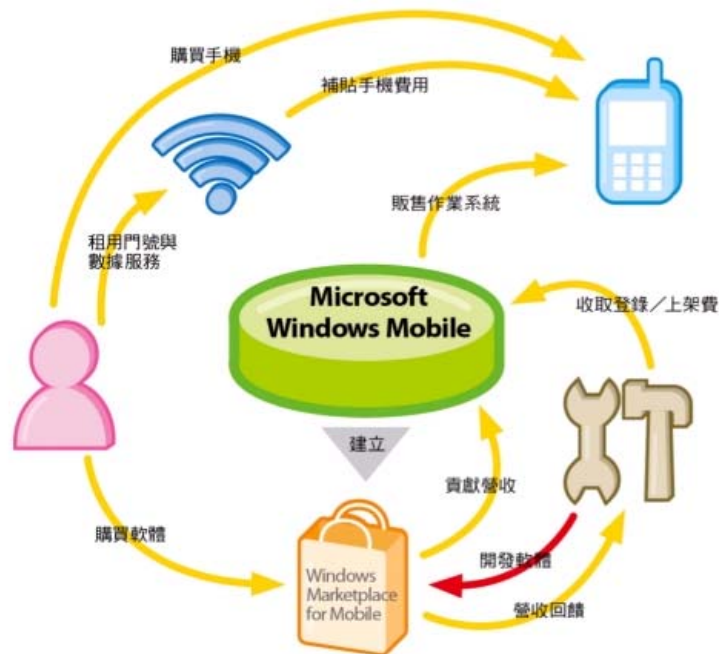 購買手機
補貼手機費用
販售作業系統
租用門號與
數據服務
Microsoft
Windows Mobile
收取登錄／上架費
建立
貢獻營收
購買軟體
開發軟體
Windows
Marketplace
for Mobile
營收回饋